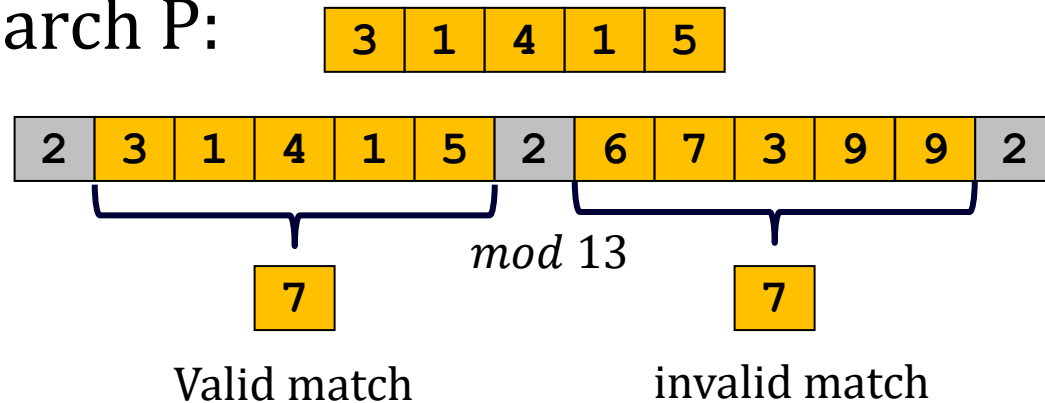 arch P: 3 1 4 1 5
2 3 1 4 1 5 2 6 7 3 9 9 2
mod 13
7 7
Valid match invalid match